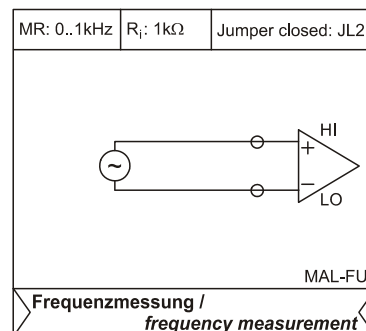 MR: 0..1kHz Ri: 1kΩ Jumper closed: JL2
~
HI
+
−
LO
MAL-FU
Frequenzmessung /
frequency measurement